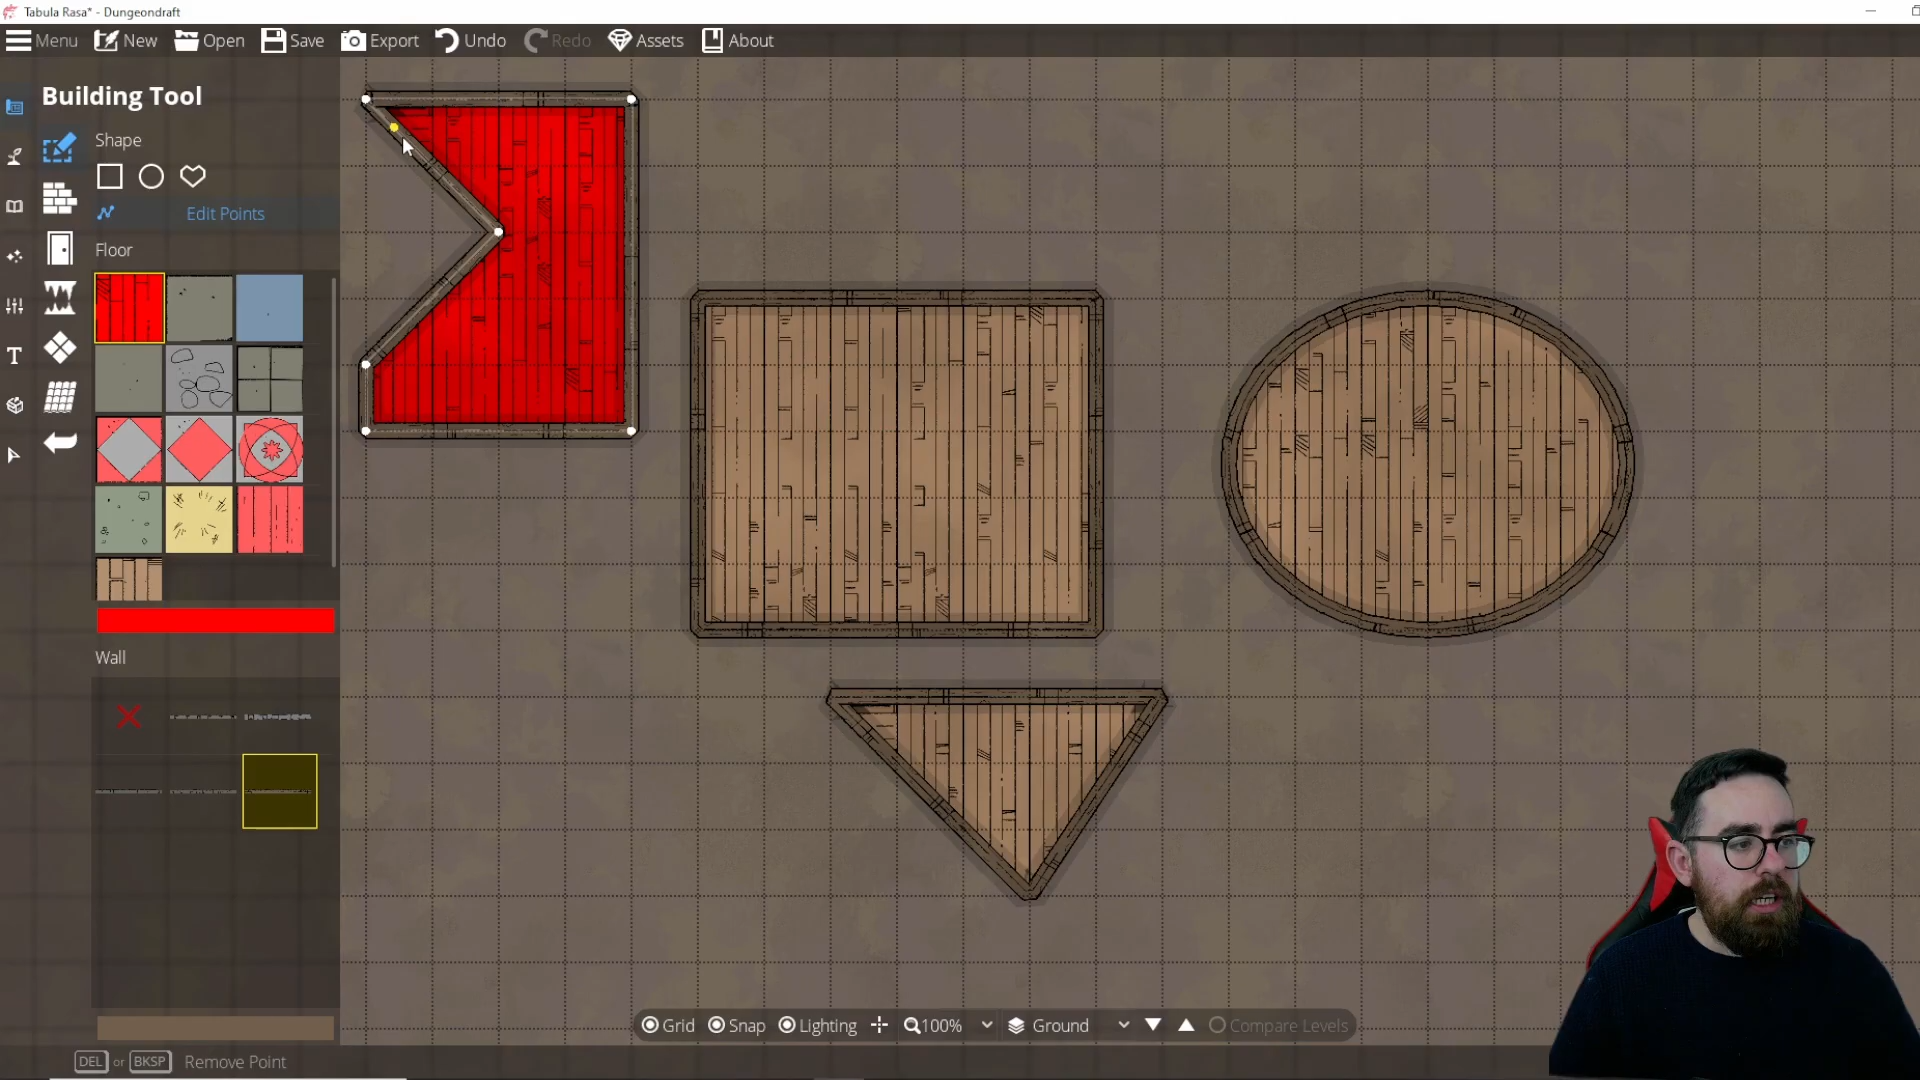 Tabula Rasa* - Dungeondraft
Menu New Open Save Export Undo Redo Assets About
Building Tool
Shape
Edit Points
Floor
Wall
Grid Snap Lighting 100% Ground Compare Levels
DEL or BKSP Remove Point